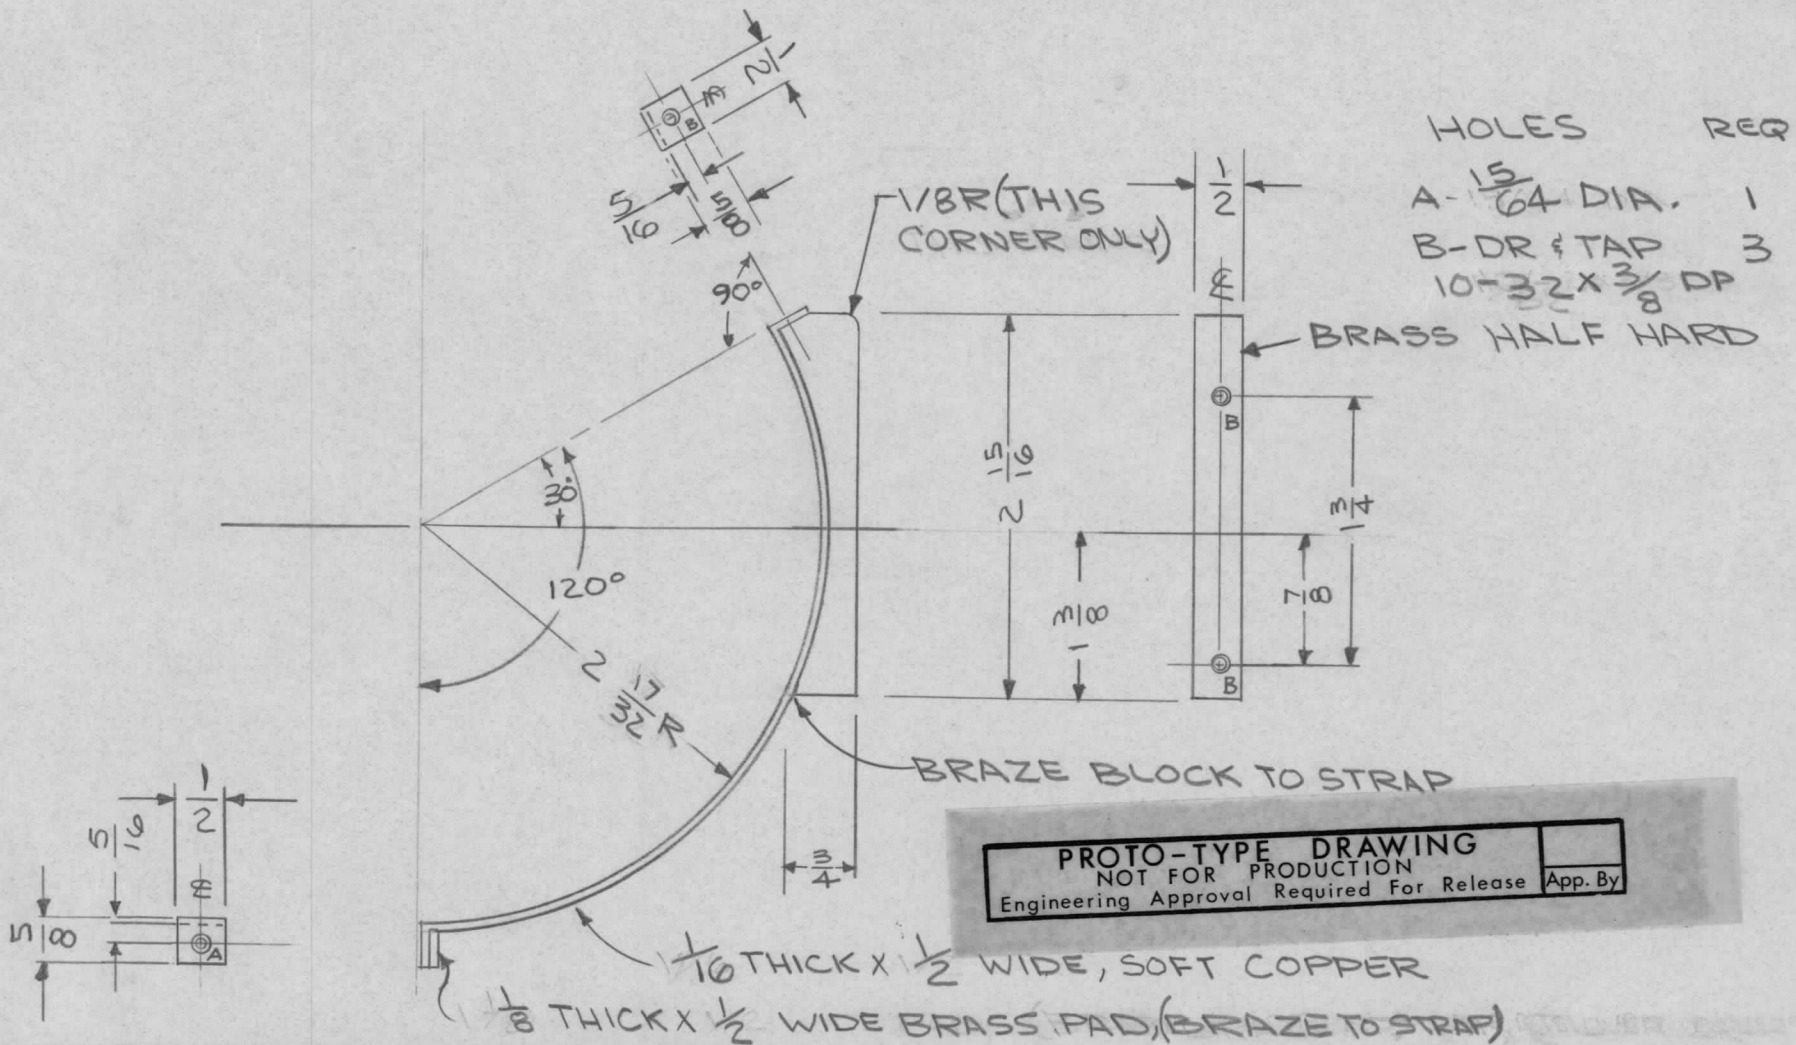 1/2
℄
B
5/16
5/8
90°
1/8R (THIS
CORNER ONLY)
1/2
℄
HOLES REQ
A- 15/64 DIA. 1
B-DR & TAP 3
10-32 X 3/8 DP
BRASS HALF HARD
B
30°
120°
2 15/16
1 3/4
1 3/8
7/8
B
2 17/32 R
BRAZE BLOCK TO STRAP
3/4
1/2
5/16
℄
5/8
A
PROTO-TYPE DRAWING
NOT FOR PRODUCTION
Engineering Approval Required For Release
App. By
1/16 THICK X 1/2 WIDE, SOFT COPPER
1/8 THICK X 1/2 WIDE BRASS PAD, (BRAZE TO STRAP)